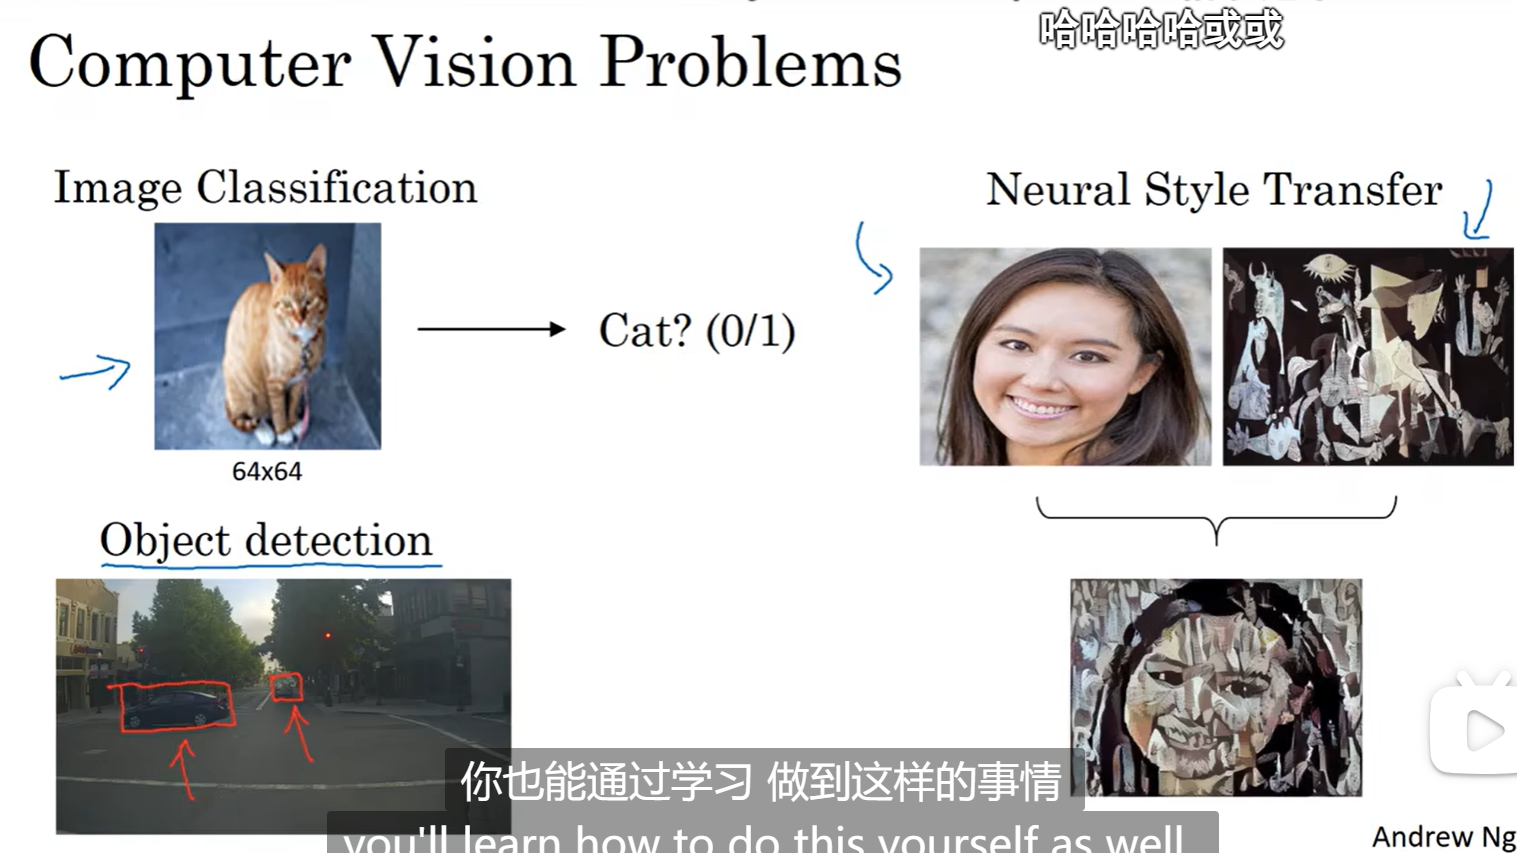 哈哈哈哈或或
Computer Vision Problems
Image Classification
Cat? (0/1)
64x64
Neural Style Transfer
Object detection
你也能通过学习 做到这样的事情
you'll learn how to do this yourself as well
Andrew Ng